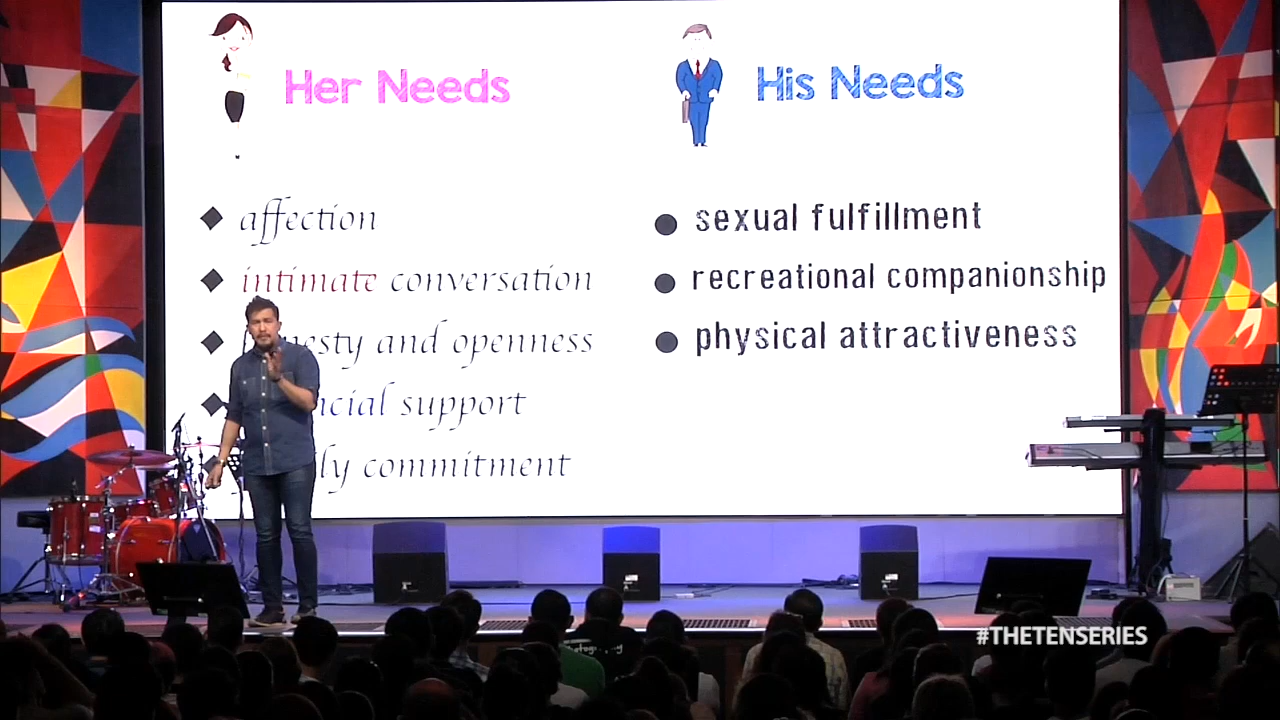 Her Needs
affection
intimate conversation
and openness
support
commitment
His Needs
sexual fulfillment
recreational companionship
physical attractiveness
#THETENSERIES